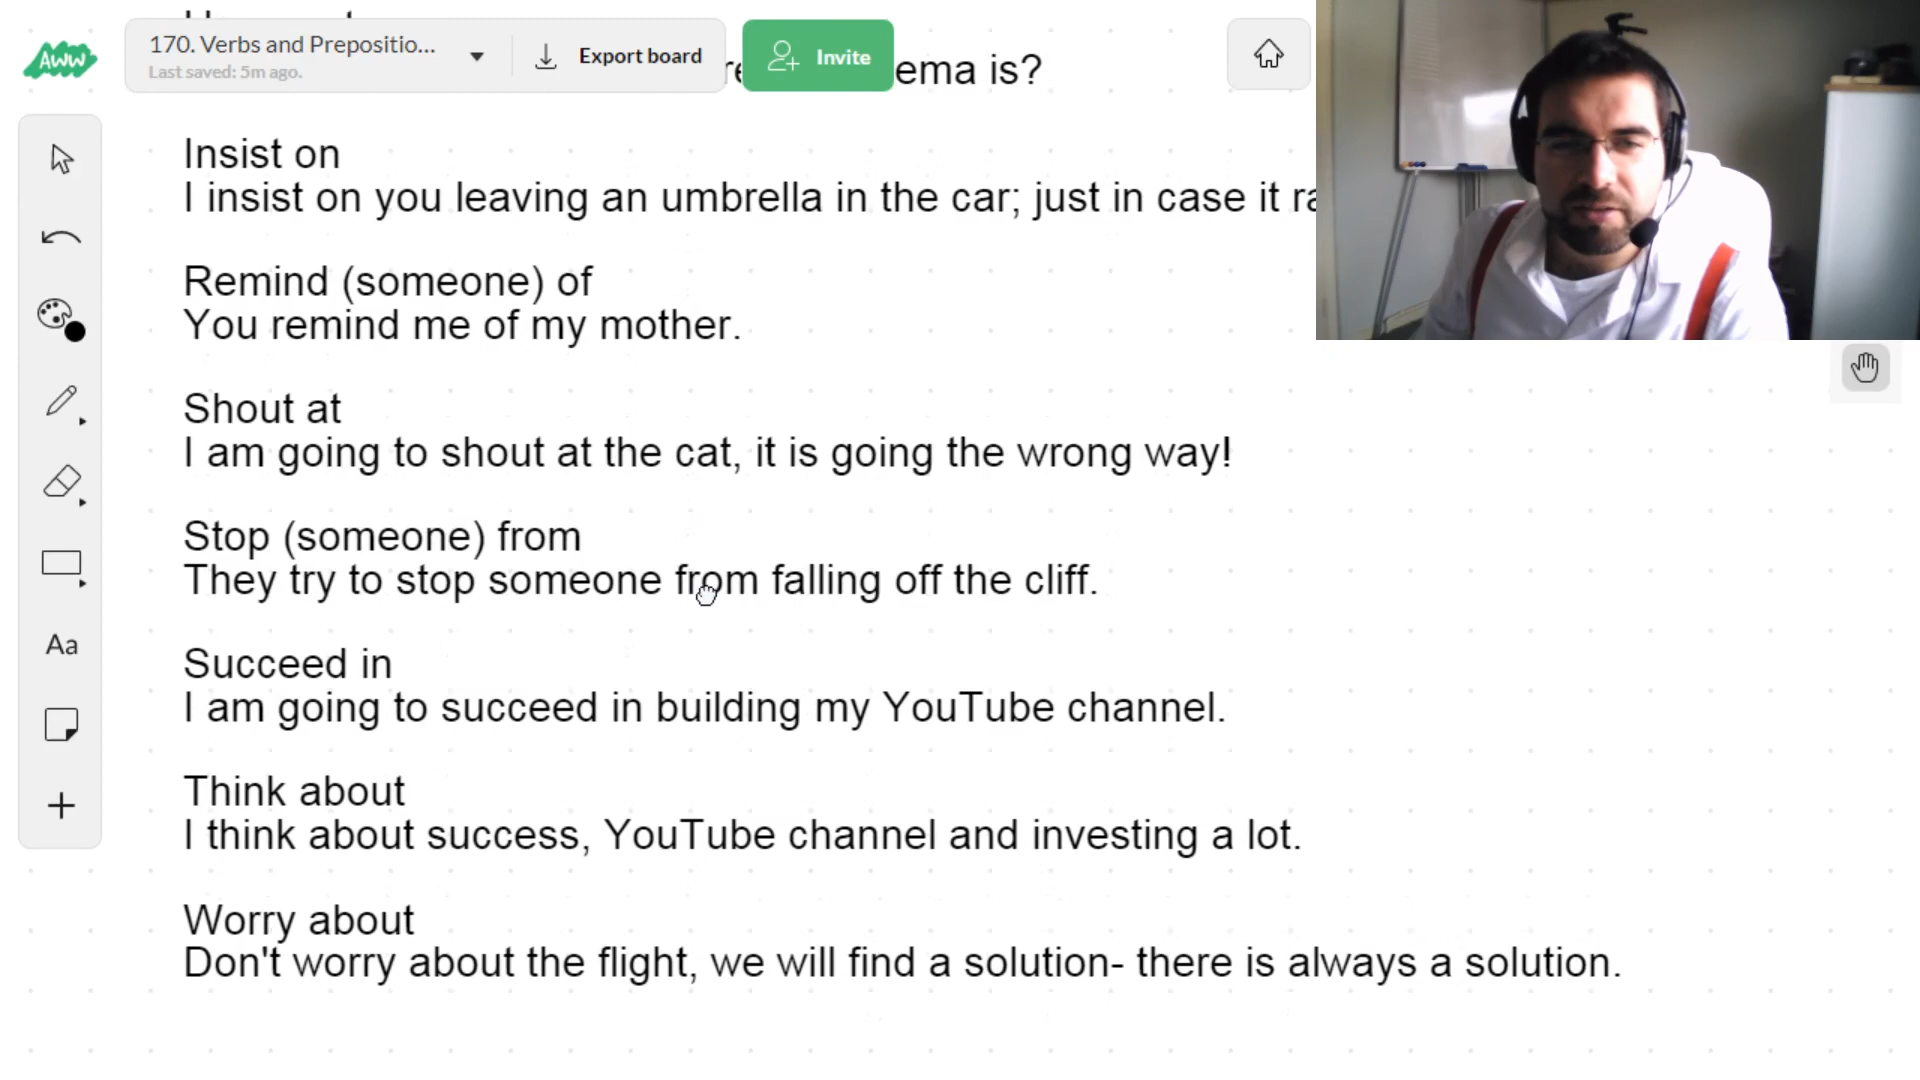 AWW
170. Verbs and Prepositio...
Last saved: 5m ago.
Export board
Invite
ema is?
Insist on
I insist on you leaving an umbrella in the car; just in case it ra
Remind (someone) of
You remind me of my mother.
Shout at
I am going to shout at the cat, it is going the wrong way!
Stop (someone) from
They try to stop someone from falling off the cliff.
Succeed in
I am going to succeed in building my YouTube channel.
Aa
Think about
I think about success, YouTube channel and investing a lot.
Worry about
Don't worry about the flight, we will find a solution- there is always a solution.